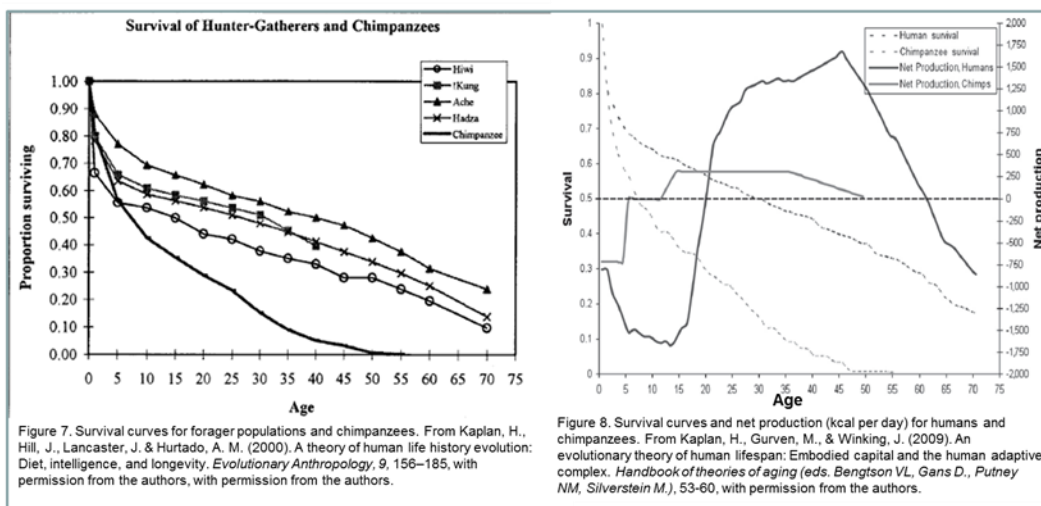 Survival of Hunter-Gatherers and Chimpanzees
Proportion surviving
1.00
0.90
0.80
0.70
0.60
0.50
0.40
0.30
0.20
0.10
0.00
Hiwi
!Kung
Ache
Hadza
Chimpanzee
0 5 10 15 20 25 30 35 40 45 50 55 60 65 70 75
Age
Figure 7. Survival curves for forager populations and chimpanzees. From Kaplan, H.,
Hill, J., Lancaster, J. & Hurtado, A. M. (2000). A theory of human life history evolution:
Diet, intelligence, and longevity. Evolutionary Anthropology, 9, 156–185, with
permission from the authors, with permission from the authors.
Survival
1
0.9
0.8
0.7
0.6
0.5
0.4
0.3
0.2
0.1
0
Human survival
Chimpanzee survival
Net Production, Humans
Net Production, Chimps
2,000
1,750
1,500
1,250
1,000
750
500
250
0
-250
-500
-750
-1,000
-1,250
-1,500
-1,750
-2,000
Net production
0 5 10 15 20 25 30 35 40 45 50 55 60 65 70 75
Age
Figure 8. Survival curves and net production (kcal per day) for humans and
chimpanzees. From Kaplan, H., Gurven, M., & Winking, J. (2009). An
evolutionary theory of human lifespan: Embodied capital and the human adaptive
complex. Handbook of theories of aging (eds. Bengtson VL, Gans D., Putney
NM, Silverstein M.), 53-60, with permission from the authors.